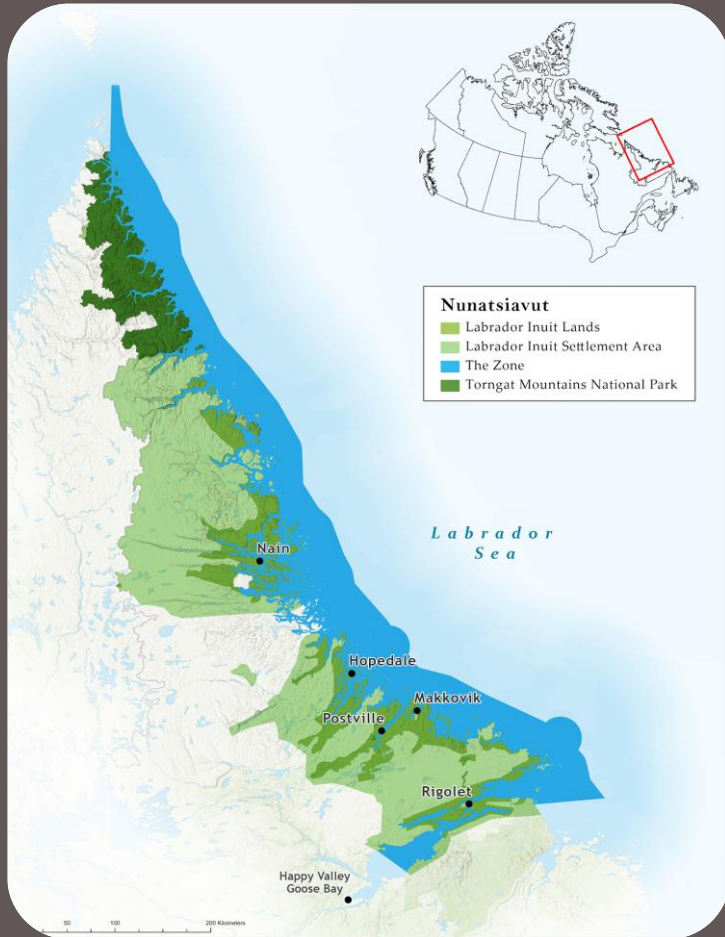 Nunatsiavut
Labrador Inuit Lands
Labrador Inuit Settlement Area
The Zone
Torngat Mountains National Park
Labrador
Sea
Nain
Hopedale
Makkovik
Postville
Rigolet
Happy Valley
Goose Bay
50 100 200 Kilometers